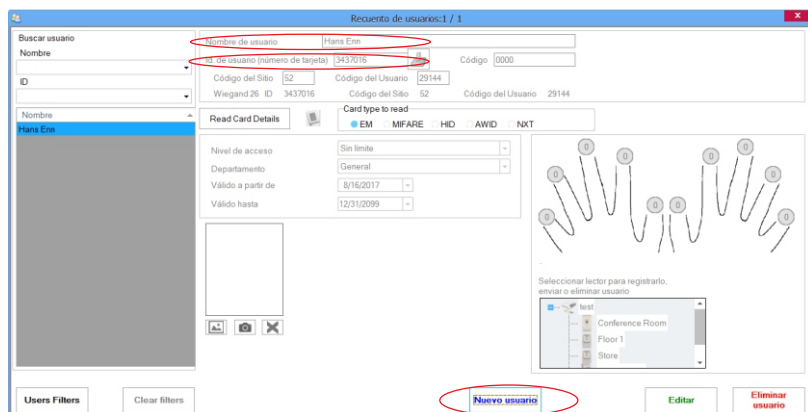 Recuento de usuarios:1 / 1
x
Buscar usuario
Nombre
ID
Nombre
Hans Enn
Nombre de usuario Hans Enn
Id. de usuario (número de tarjeta) 3437016 Código 0000
Código del Sitio 52 Código del Usuario 29144
Wiegand 26 ID 3437016 Código del Sitio 52 Código del Usuario 29144
Read Card Details
Card type to read
EM MIFARE HID AWID NXT
Nivel de acceso Sin límite
Departamento General
Válido a partir de 8/16/2017
Válido hasta 12/31/2099
0 0 0 0 0 0 0 0 0 0
Seleccionar lector para registrarlo,
enviar o eliminar usuario
test
Conference Room
Floor 1
Store
Users Filters
Clear filters
Nuevo usuario
Editar
Eliminar
usuario